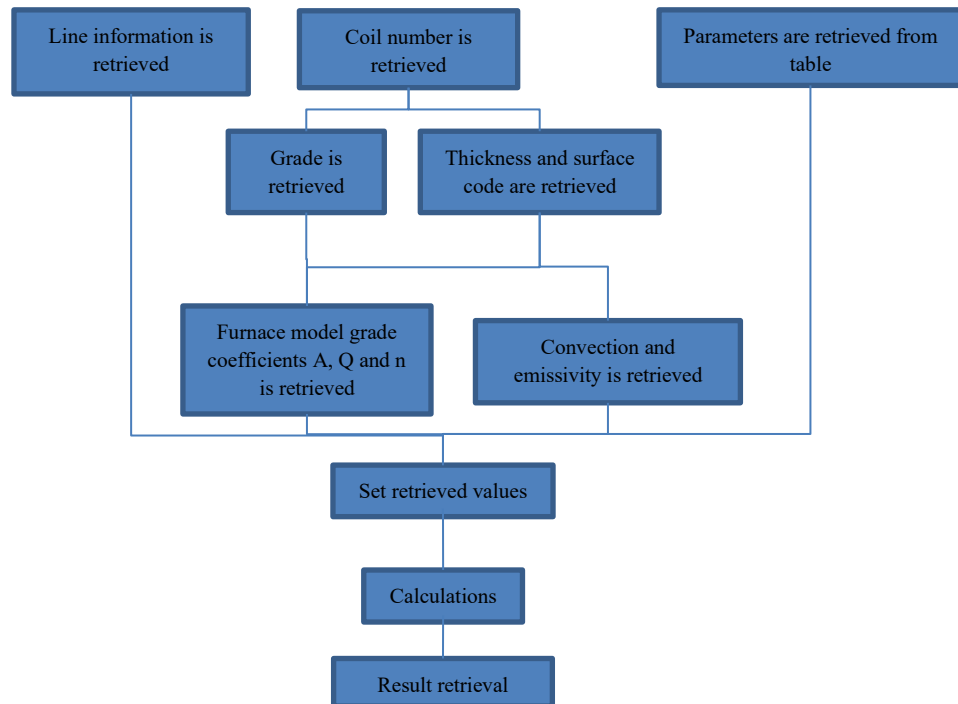 Line information is
retrieved
Coil number is
retrieved
Parameters are retrieved from
table
Grade is
retrieved
Thickness and surface
code are retrieved
Furnace model grade
coefficients A, Q and n
is retrieved
Convection and
emissivity is retrieved
Set retrieved values
Calculations
Result retrieval